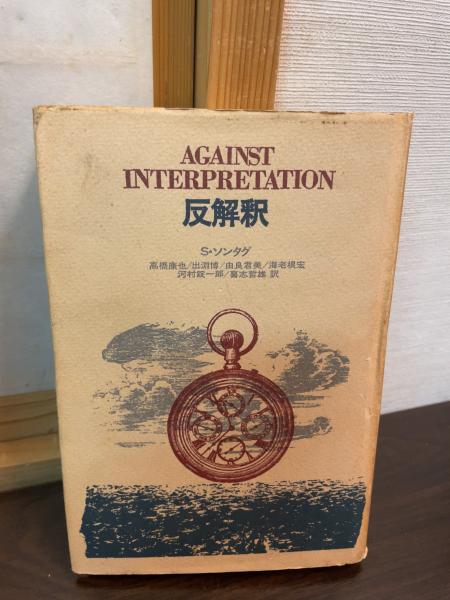 AGAINST
INTERPRETATION
反解釈
S・ソンタグ
高橋康也/出淵博/由良君美/海老根宏
河村錠一郎/喜志哲雄 訳